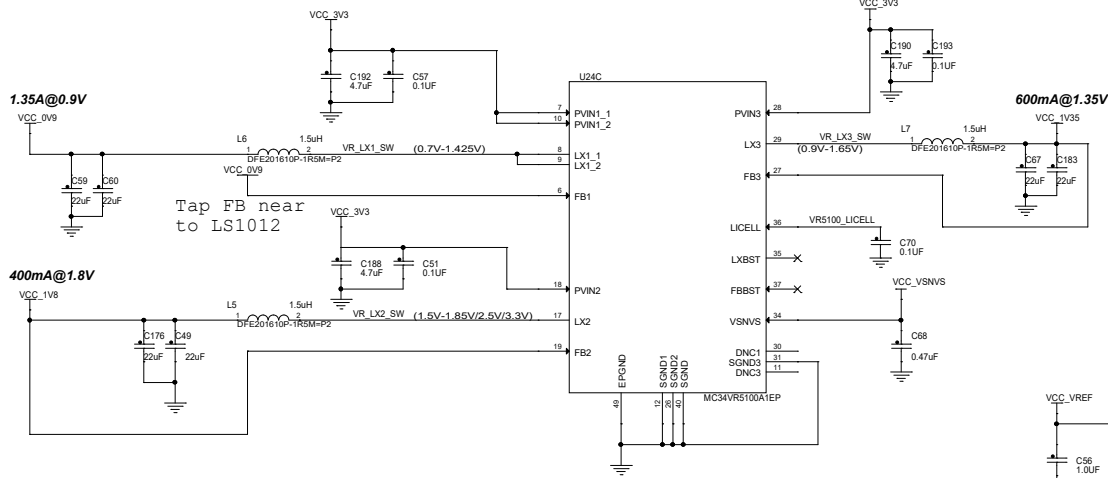 VCC_3V3
VCC_3V3
C192
4.7uF
C57
0.1UF
U24C
C190
4.7uF
C193
0.1UF
1.35A@0.9V
VCC_0V9
7 PVIN1_1
10 PVIN1_2
PVIN3 28
600mA@1.35V
VCC_1V35
L6 1.5uH
1 2
DFE201610P-1R5M=P2
VR_LX1_SW (0.7V-1.425V)
8 LX1_1
9 LX1_2
LX3 29
VR_LX3_SW
(0.9V-1.65V)
L7 1.5uH
1 2
DFE201610P-1R5M=P2
C59
22uF
C60
22uF
VCC_0V9
6 FB1
FB3 27
C67
22uF
C183
22uF
Tap FB near
to LS1012
VCC_3V3
LICELL 36
VR5100_LICELL
C70
0.1UF
C188
4.7uF
C51
0.1UF
LXBST 35
400mA@1.8V
VCC_1V8
18 PVIN2
FBBST 37
VCC_VSNVS
L5 1.5uH
1 2
DFE201610P-1R5M=P2
VR_LX2_SW (1.5V-1.85V/2.5V/3.3V)
17 LX2
VSNVS 34
C176
22uF
C49
22uF
19 FB2
C68
0.47uF
DNC1 30
SGND3 31
DNC3 11
EPGND
SGND1
SGND2
SGND
49
12
26
40
MC34VR5100A1EP
VCC_VREF
C56
1.0UF